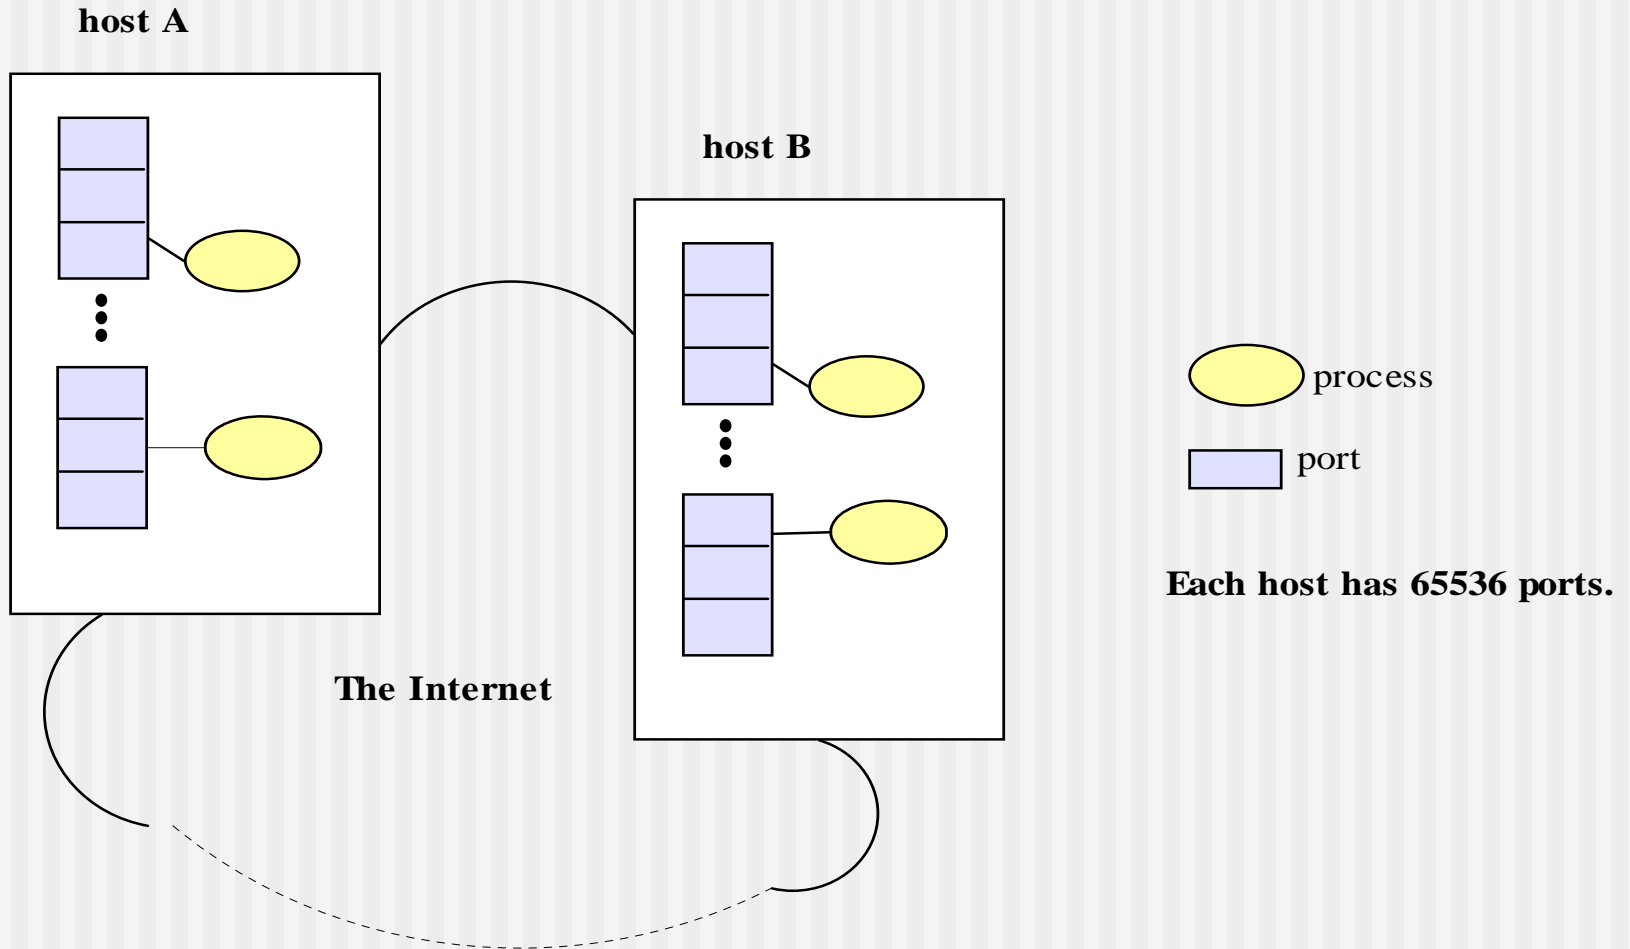 host A
host B
process
port
Each host has 65536 ports.
The Internet